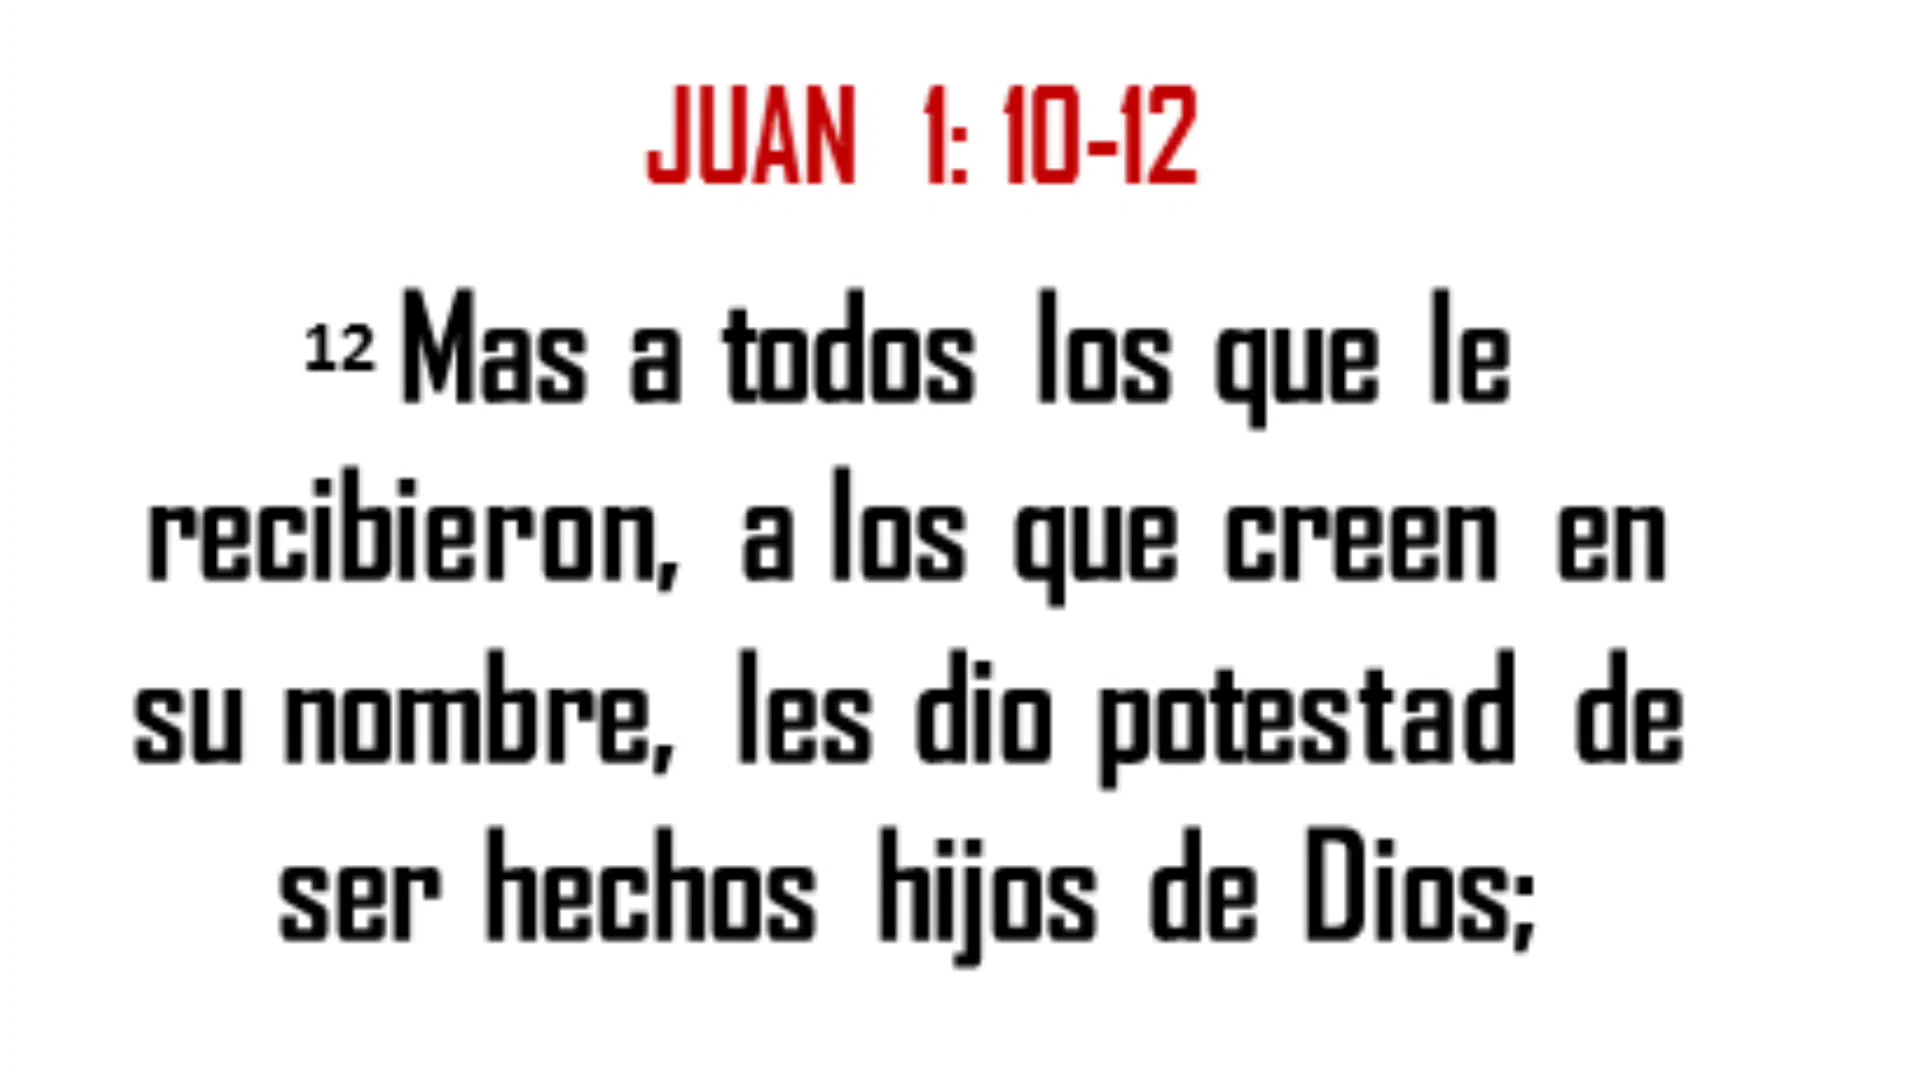 JUAN 1: 10-12
12 Mas a todos los que le
recibieron, a los que creen en
su nombre, les dio potestad de
ser hechos hijos de Dios;